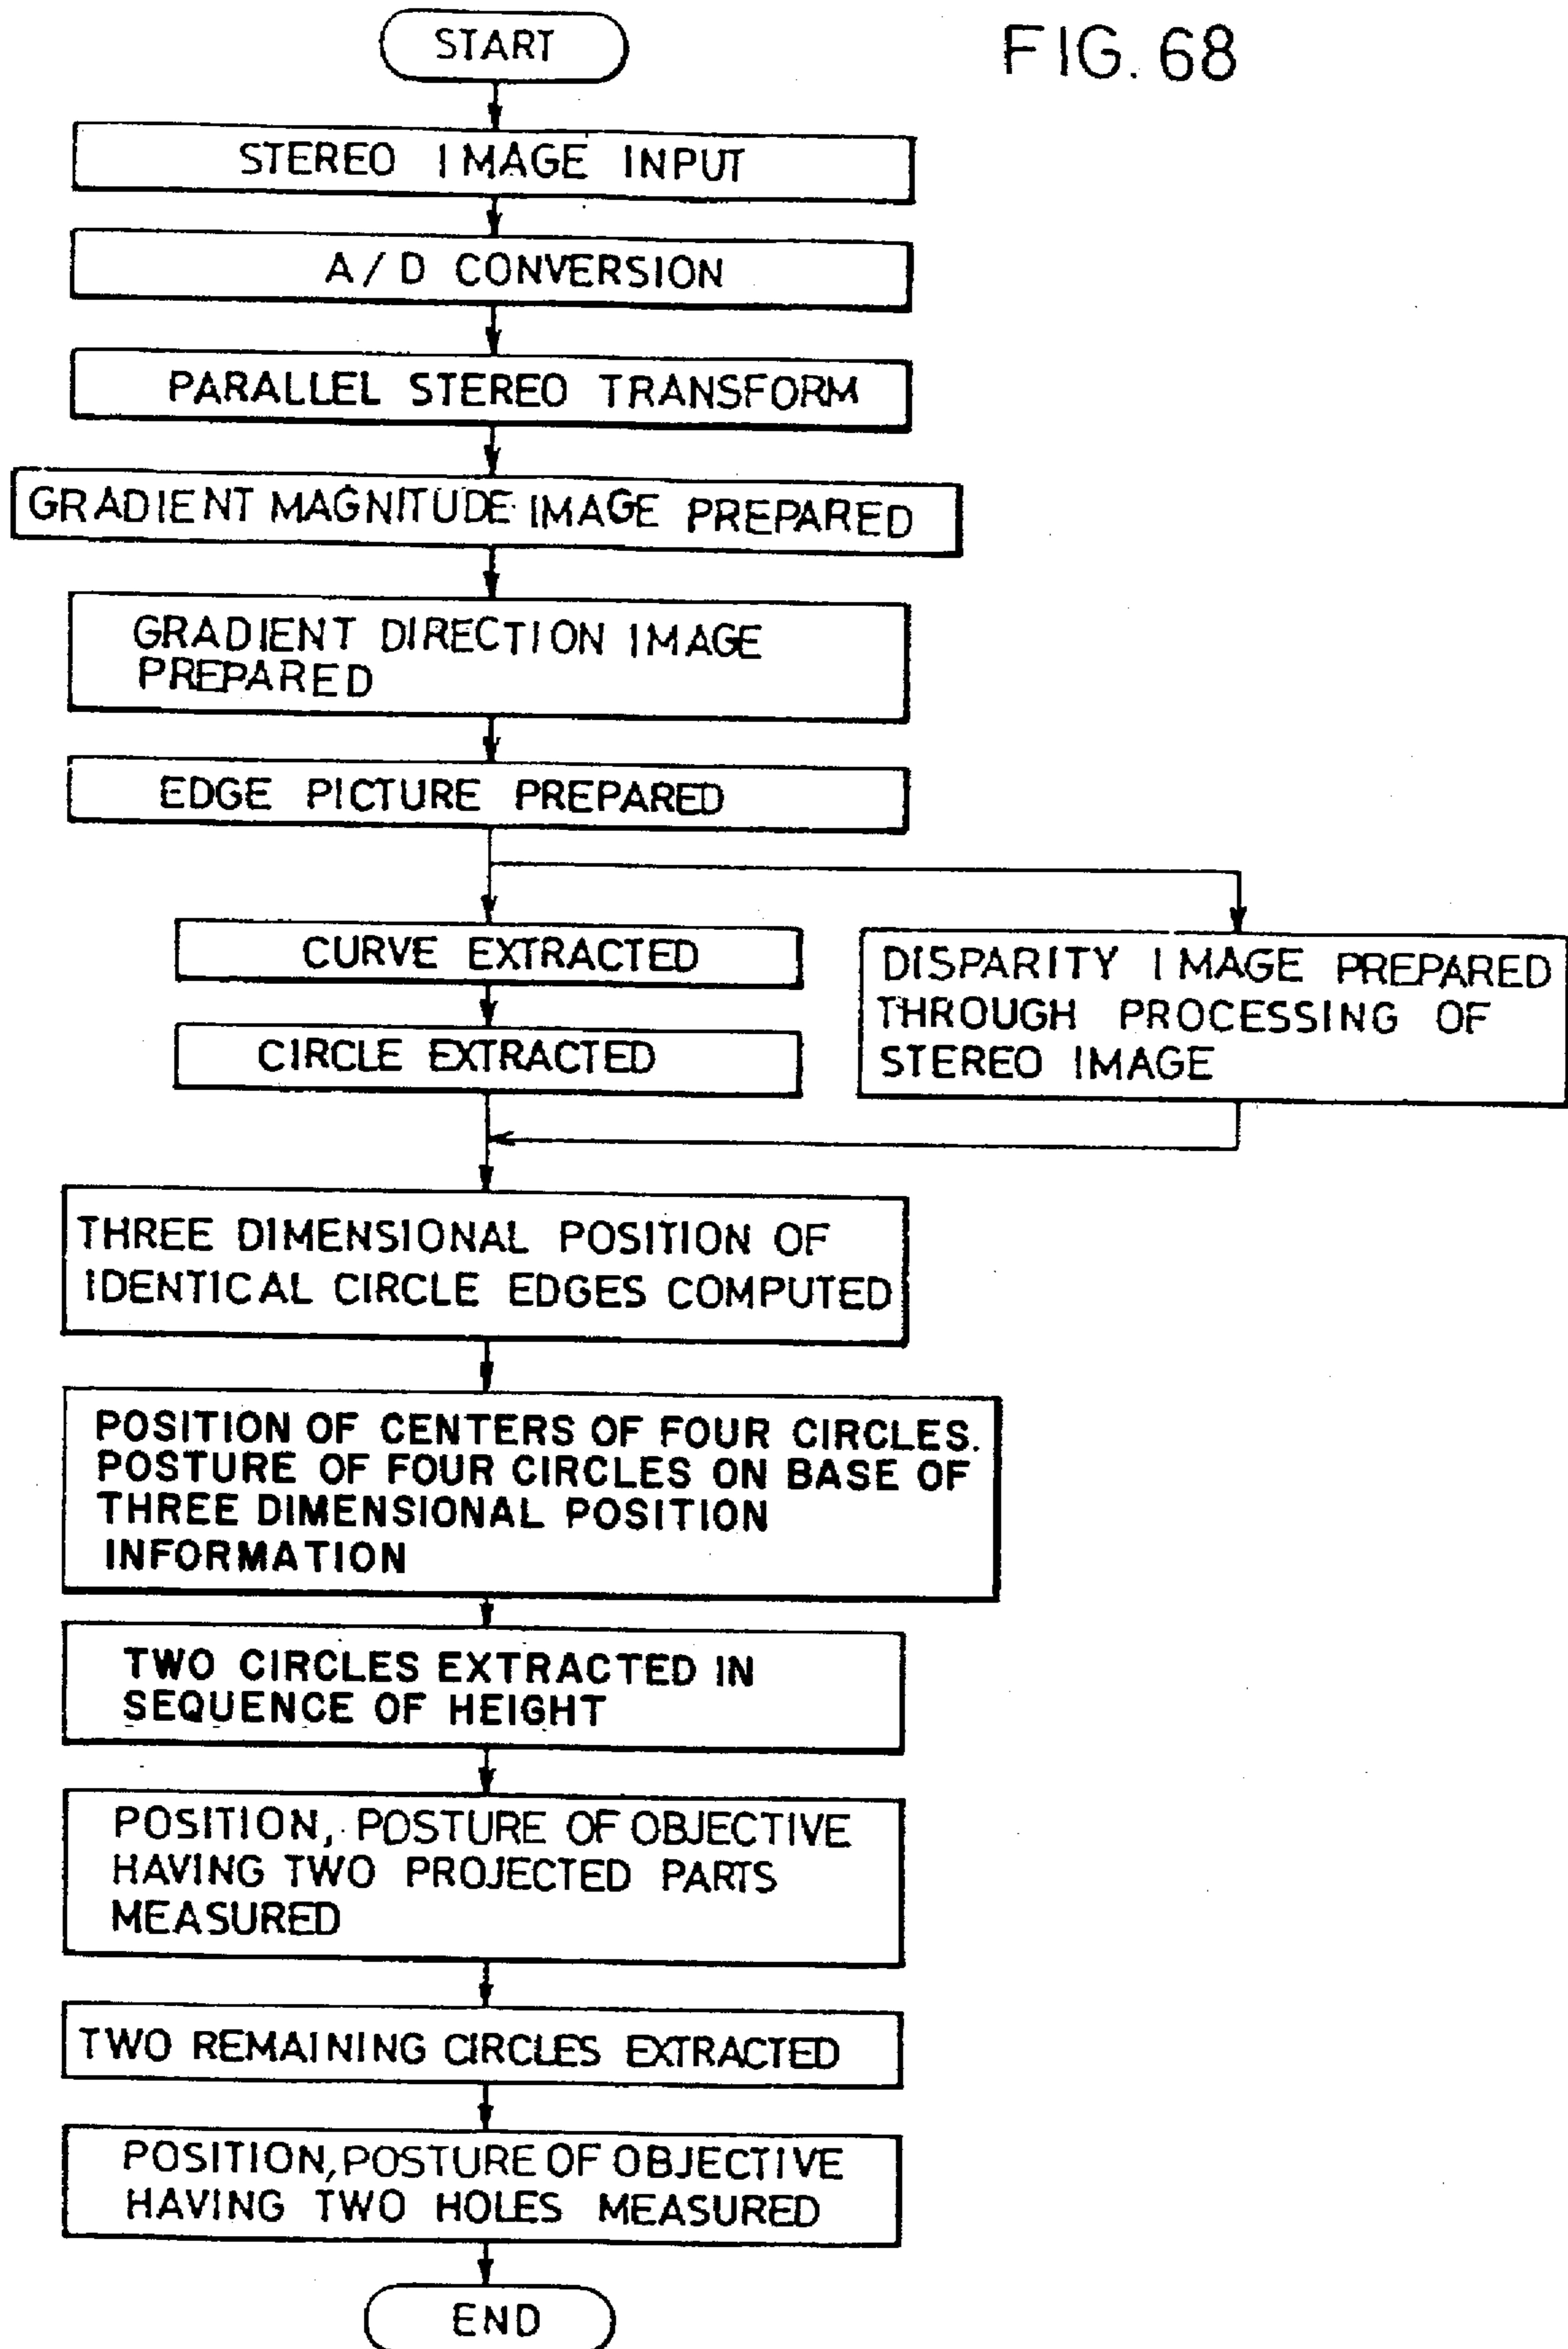 START
FIG. 68
STEREO IMAGE INPUT
A/D CONVERSION
PARALLEL STEREO TRANSFORM
GRADIENT MAGNITUDE IMAGE PREPARED
GRADIENT DIRECTION IMAGE
PREPARED
EDGE PICTURE PREPARED
CURVE EXTRACTED
CIRCLE EXTRACTED
DISPARITY IMAGE PREPARED
THROUGH PROCESSING OF
STEREO IMAGE
THREE DIMENSIONAL POSITION OF
IDENTICAL CIRCLE EDGES COMPUTED
POSITION OF CENTERS OF FOUR CIRCLES.
POSTURE OF FOUR CIRCLES ON BASE OF
THREE DIMENSIONAL POSITION
INFORMATION
TWO CIRCLES EXTRACTED IN
SEQUENCE OF HEIGHT
POSITION, POSTURE OF OBJECTIVE
HAVING TWO PROJECTED PARTS
MEASURED
TWO REMAINING CIRCLES EXTRACTED
POSITION, POSTURE OF OBJECTIVE
HAVING TWO HOLES MEASURED
END